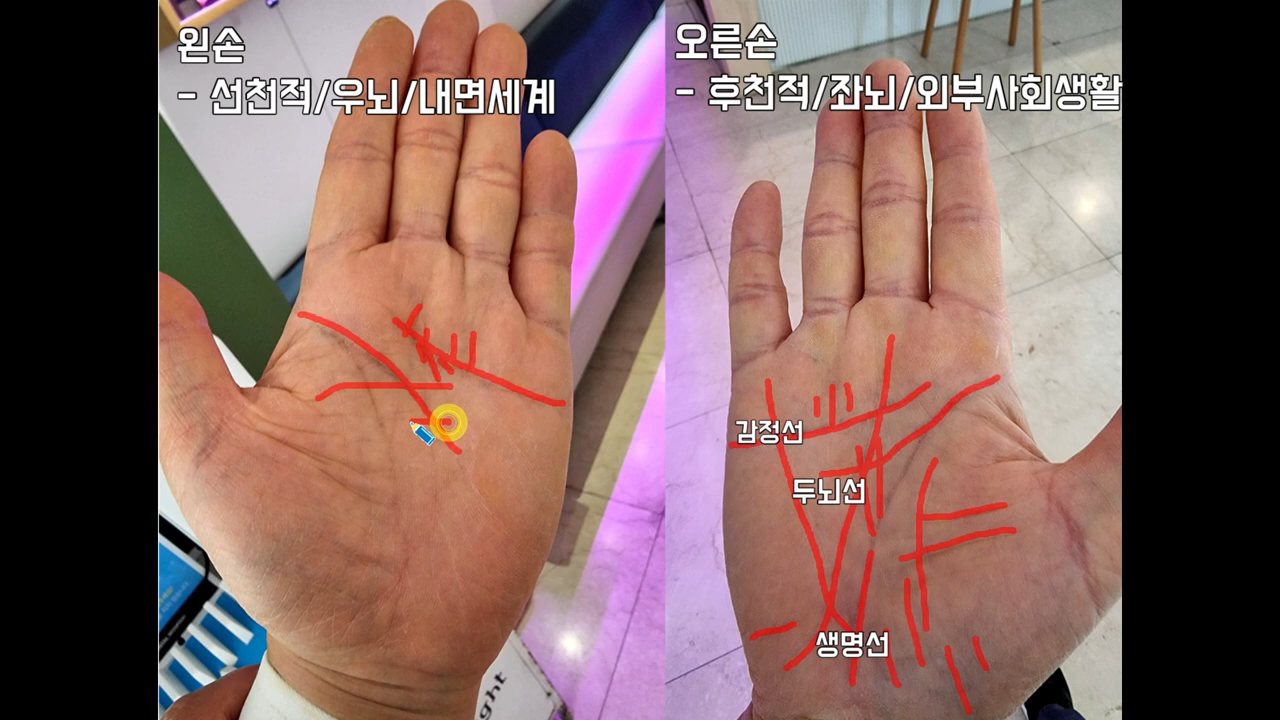 왼손
- 선천적/우뇌/내면세계
오른손
- 후천적/좌뇌/외부사회생활
감정선
두뇌선
생명선
ght